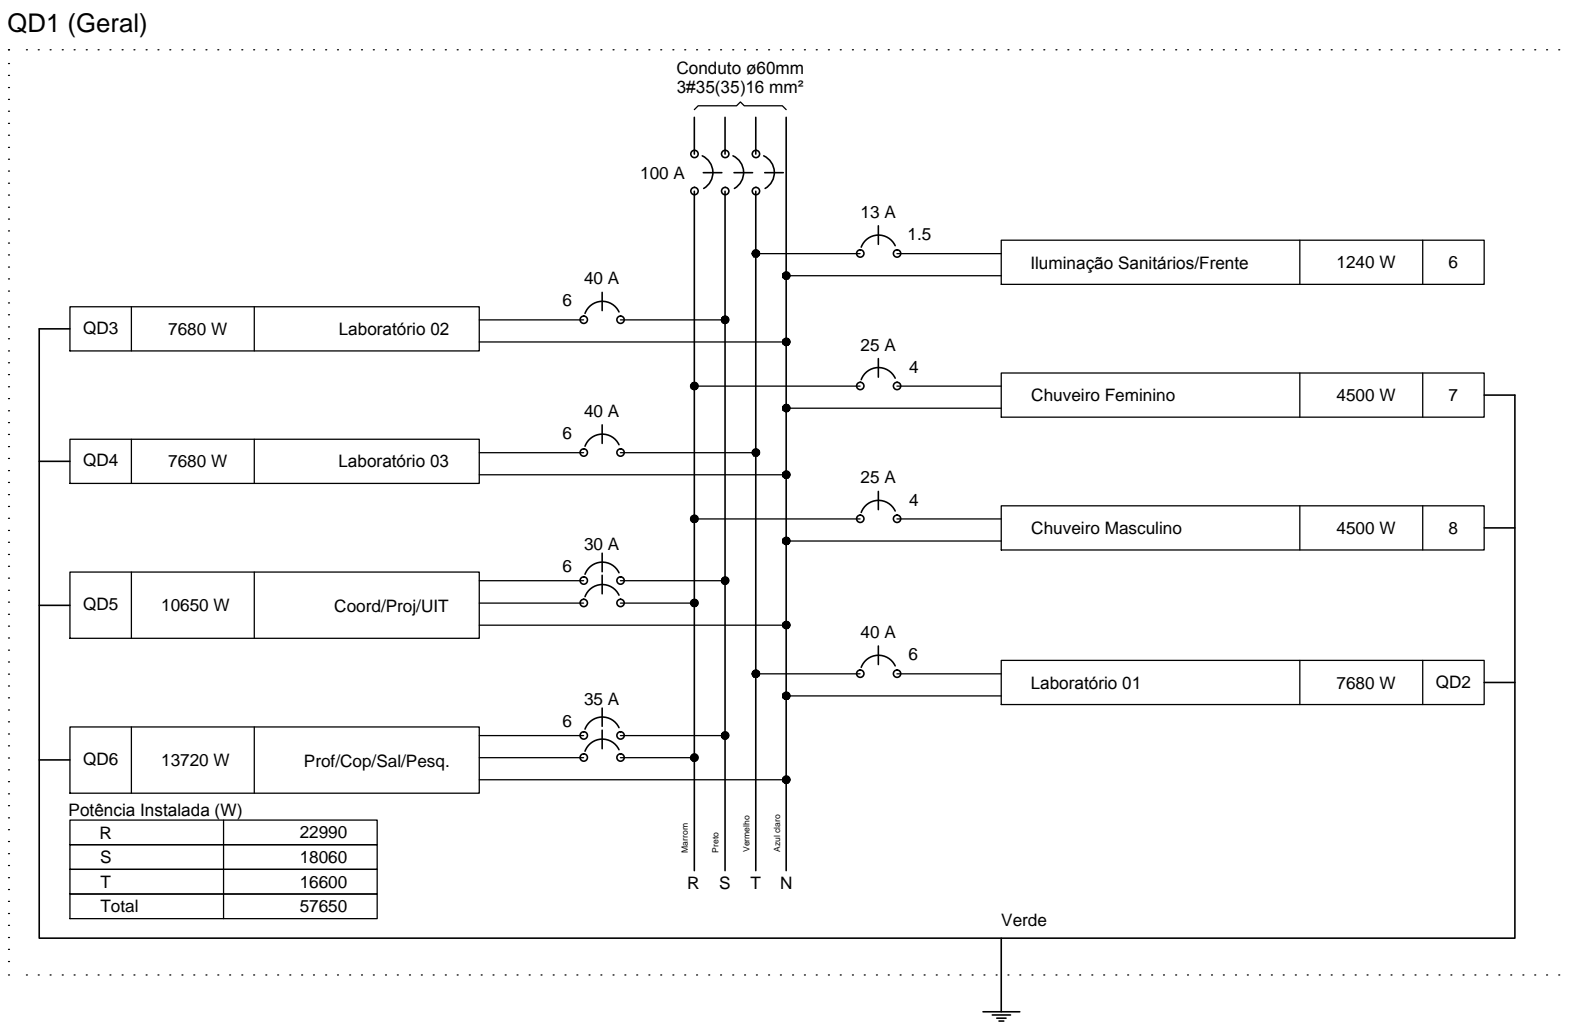 QD1 (Geral)
Conduto ø60mm
3#35(35)16 mm²
100 A
13 A
1.5
Iluminação Sanitários/Frente 1240 W 6
40 A
6
QD3 7680 W Laboratório 02
25 A
4
Chuveiro Feminino 4500 W 7
40 A
6
QD4 7680 W Laboratório 03
25 A
4
Chuveiro Masculino 4500 W 8
30 A
6
QD5 10650 W Coord/Proj/UIT
40 A
6
Laboratório 01 7680 W QD2
35 A
6
QD6 13720 W Prof/Cop/Sal/Pesq.
Potência Instalada (W)
R 22990
S 18060
T 16600
Total 57650
Marrom
Preto
Vermelho
Azul claro
R S T N
Verde